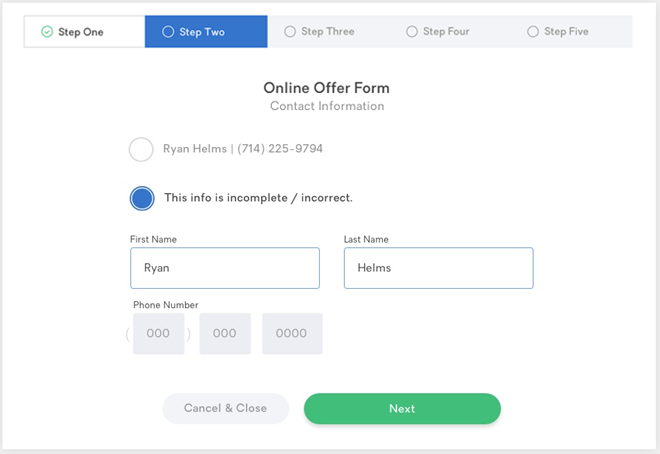 Step One Step Two Step Three Step Four Step Five
Online Offer Form
Contact Information
Ryan Helms | (714) 225-9794
This info is incomplete / incorrect.
First Name Last Name
Ryan Helms
Phone Number
( 000 ) 000 0000
Cancel & Close Next